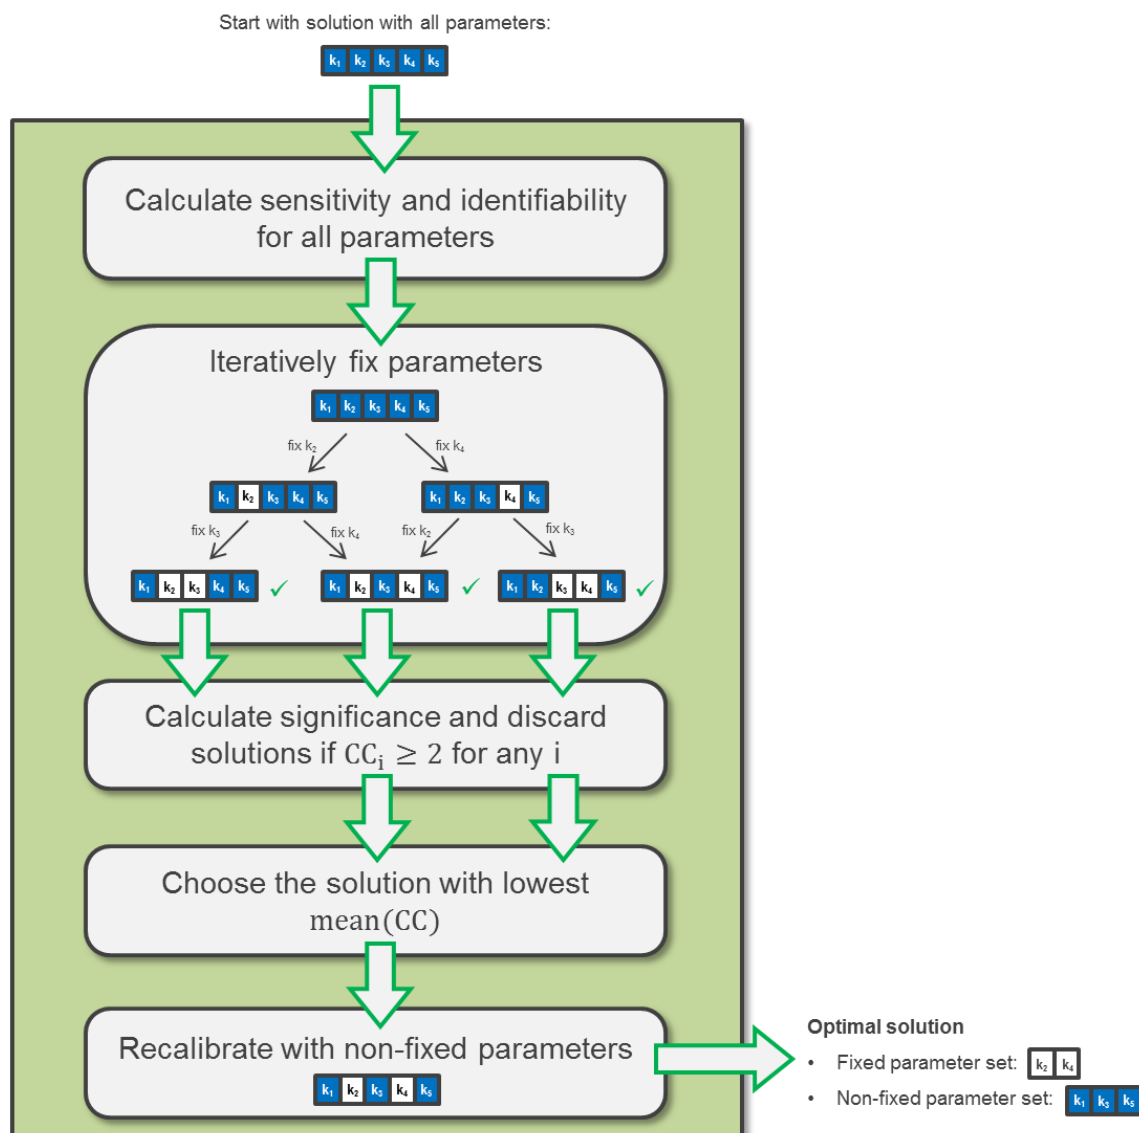 Start with solution with all parameters:
k₁ k₂ k₃ k₄ k₅
Calculate sensitivity and identifiability
for all parameters
Iteratively fix parameters
k₁ k₂ k₃ k₄ k₅
fix k₂ fix k₄
k₁ k₂ k₃ k₄ k₅ k₁ k₂ k₃ k₄ k₅
fix k₃ fix k₄ fix k₂ fix k₃
k₁ k₂ k₃ k₄ k₅ ✓ k₁ k₂ k₃ k₄ k₅ ✓ k₁ k₂ k₃ k₄ k₅ ✓
Calculate significance and discard
solutions if CCᵢ ≥ 2 for any i
Choose the solution with lowest
mean(CC)
Recalibrate with non-fixed parameters
k₁ k₂ k₃ k₄ k₅
Optimal solution
• Fixed parameter set: k₂ k₄
• Non-fixed parameter set: k₁ k₃ k₅